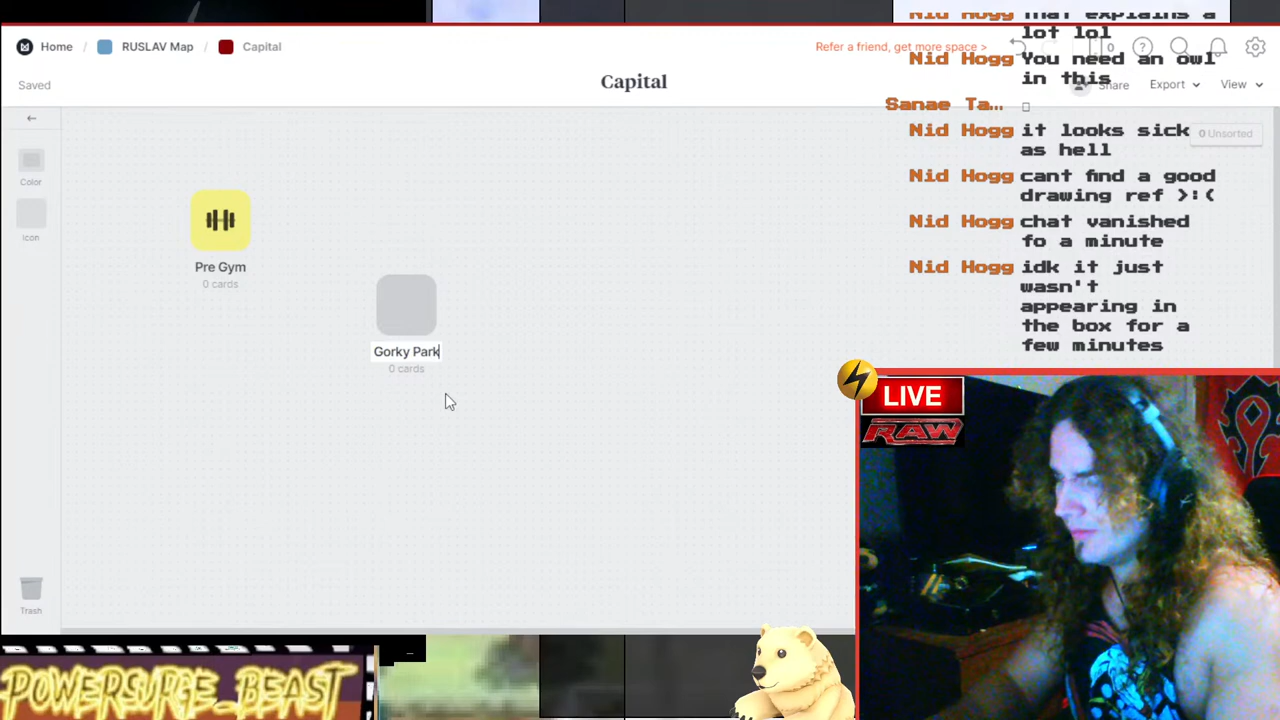 Home / RUSLAV Map / Capital
Refer a friend, get more space >
0
Saved
Capital
Share
Export
View
Color
Icon
Trash
0 Unsorted
Pre Gym
0 cards
Gorky Park
0 cards
Nid Hogg that explains a
lot lol
Nid Hogg You need an owl
in this
Sanae Ta...
Nid Hogg it looks sick
as hell
Nid Hogg cant find a good
drawing ref >:(
Nid Hogg chat vanished
fo a minute
Nid Hogg idk it just
wasn't
appearing in
the box for a
few minutes
LIVE
RAW
POWERSURGE_BEAST